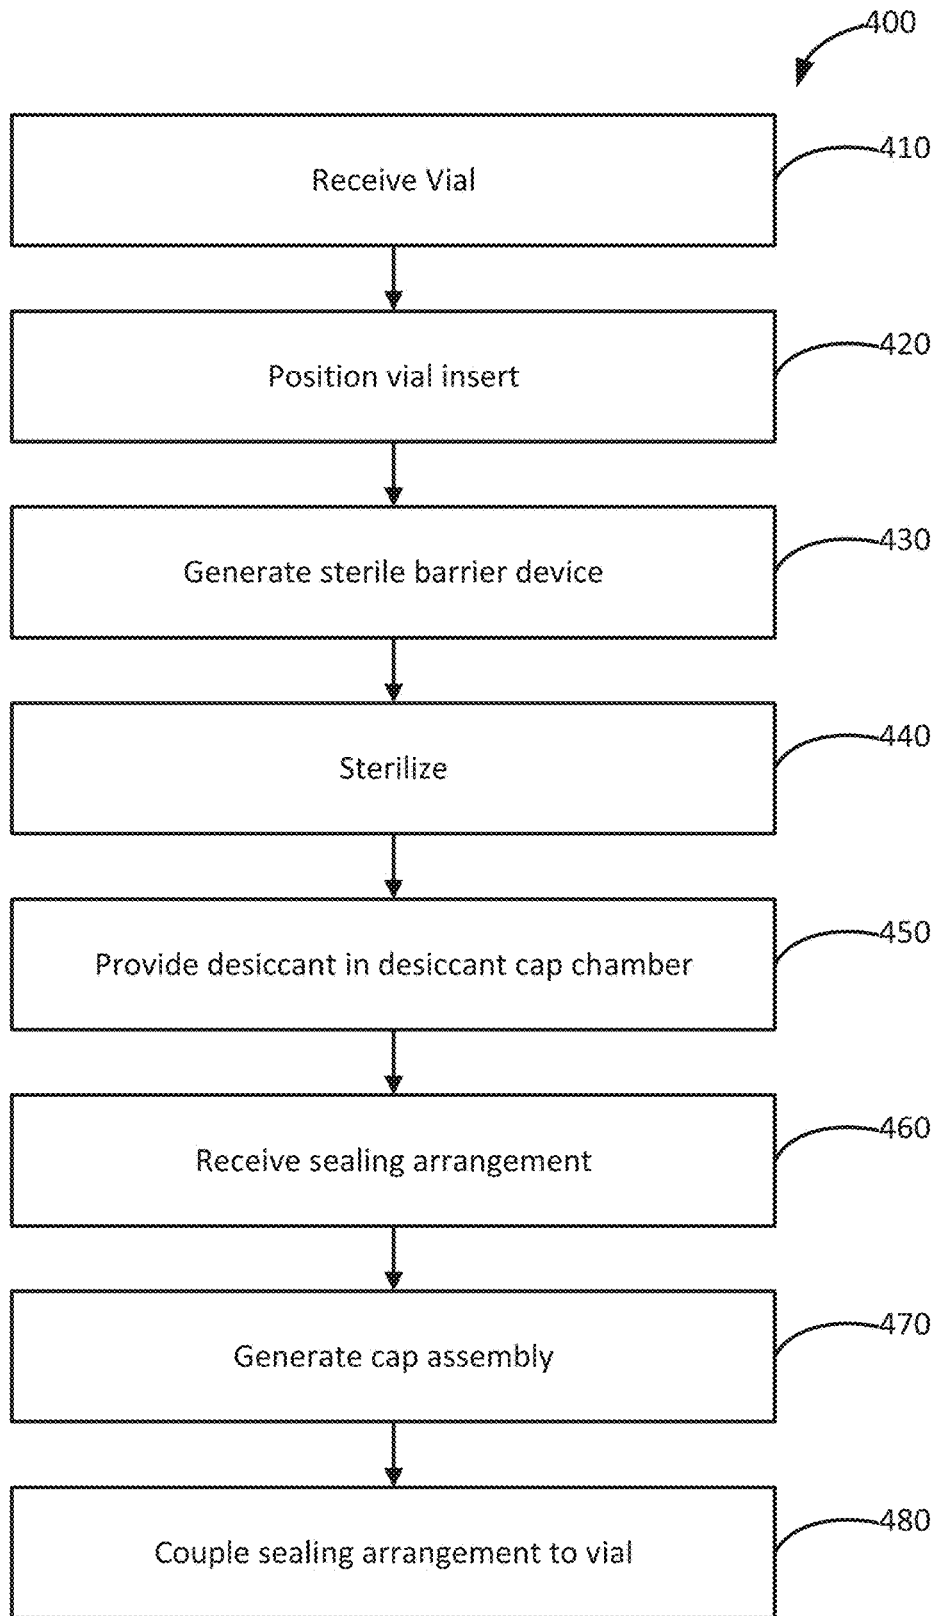 400
Receive Vial
410
Position vial insert
420
Generate sterile barrier device
430
Sterilize
440
Provide desiccant in desiccant cap chamber
450
Receive sealing arrangement
460
Generate cap assembly
470
Couple sealing arrangement to vial
480